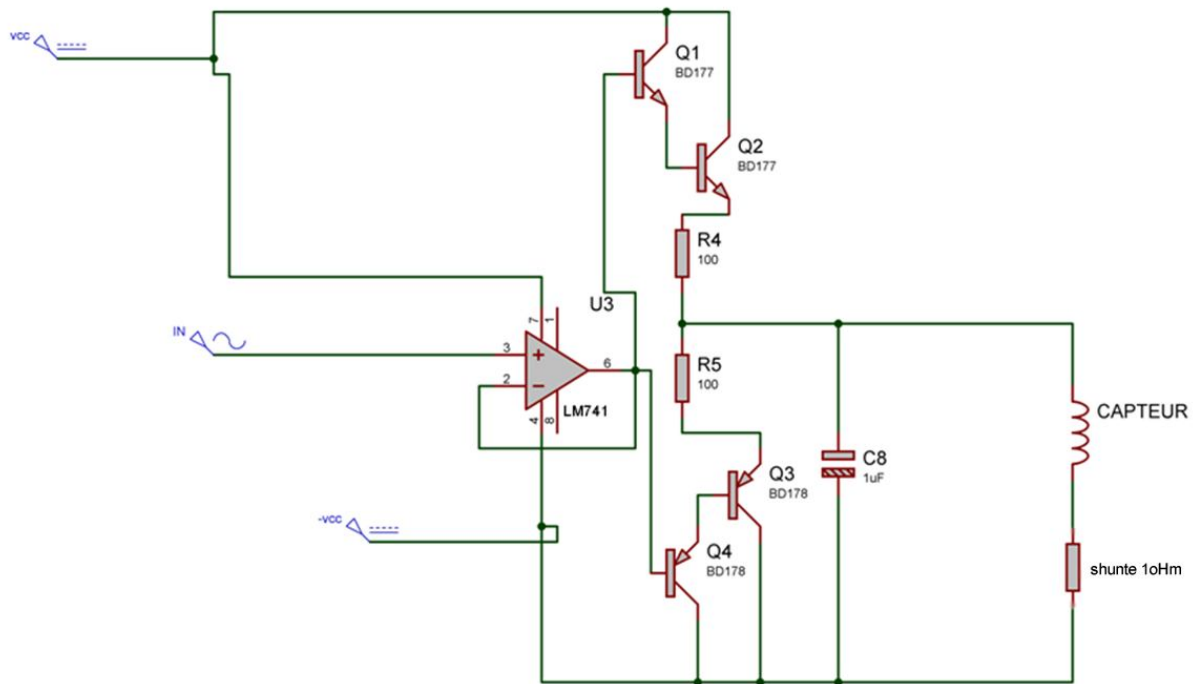 vcc
Q1
BD177
Q2
BD177
R4
100
U3
7
1
IN
3
6
2
LM741
4
8
R5
100
CAPTEUR
C8
1uF
Q3
BD178
-vcc
Q4
BD178
shunte 1oHm